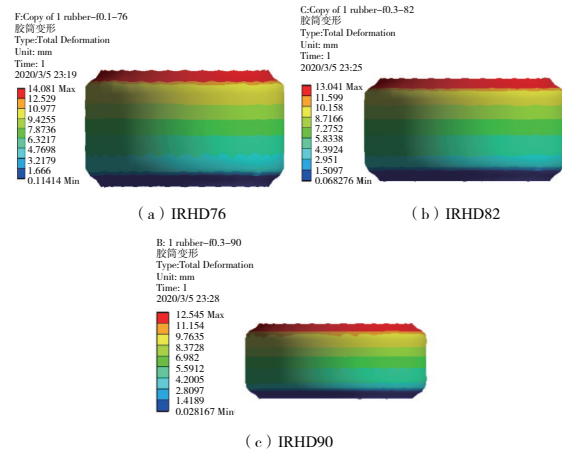 F:Copy of 1 rubber-f0.1-76
胶筒变形
Type:Total Deformation
Unit: mm
Time: 1
2020/3/5 23:19
14.081 Max
12.529
10.977
9.4255
7.8736
6.3217
4.7698
3.2179
1.666
0.11414 Min
(a) IRHD76
C:Copy of 1 rubber-f0.3-82
胶筒变形
Type:Total Deformation
Unit: mm
Time: 1
2020/3/5 23:25
13.041 Max
11.599
10.158
8.7166
7.2752
5.8338
4.3924
2.951
1.5097
0.068276 Min
(b) IRHD82
B: 1 rubber-f0.3-90
胶筒变形
Type:Total Deformation
Unit: mm
Time: 1
2020/3/5 23:28
12.545 Max
11.154
9.7635
8.3728
6.982
5.5912
4.2005
2.8097
1.4189
0.028167 Min
(c) IRHD90